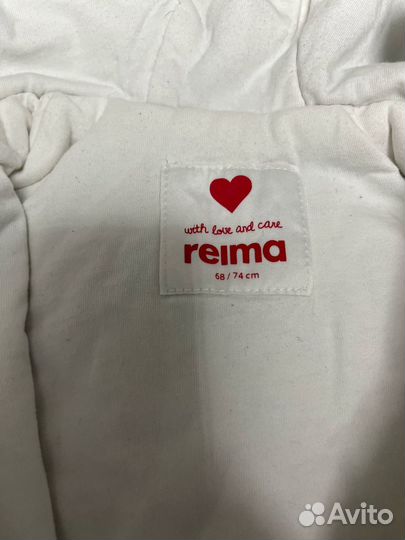 with love and care
reima
68 / 74 cm
Avito